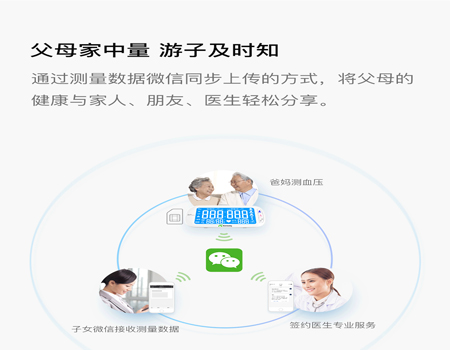 父母家中量 游子及时知
通过测量数据微信同步上传的方式，将父母的
健康与家人、朋友、医生轻松分享。
爸妈测血压
子女微信接收测量数据
签约医生专业服务